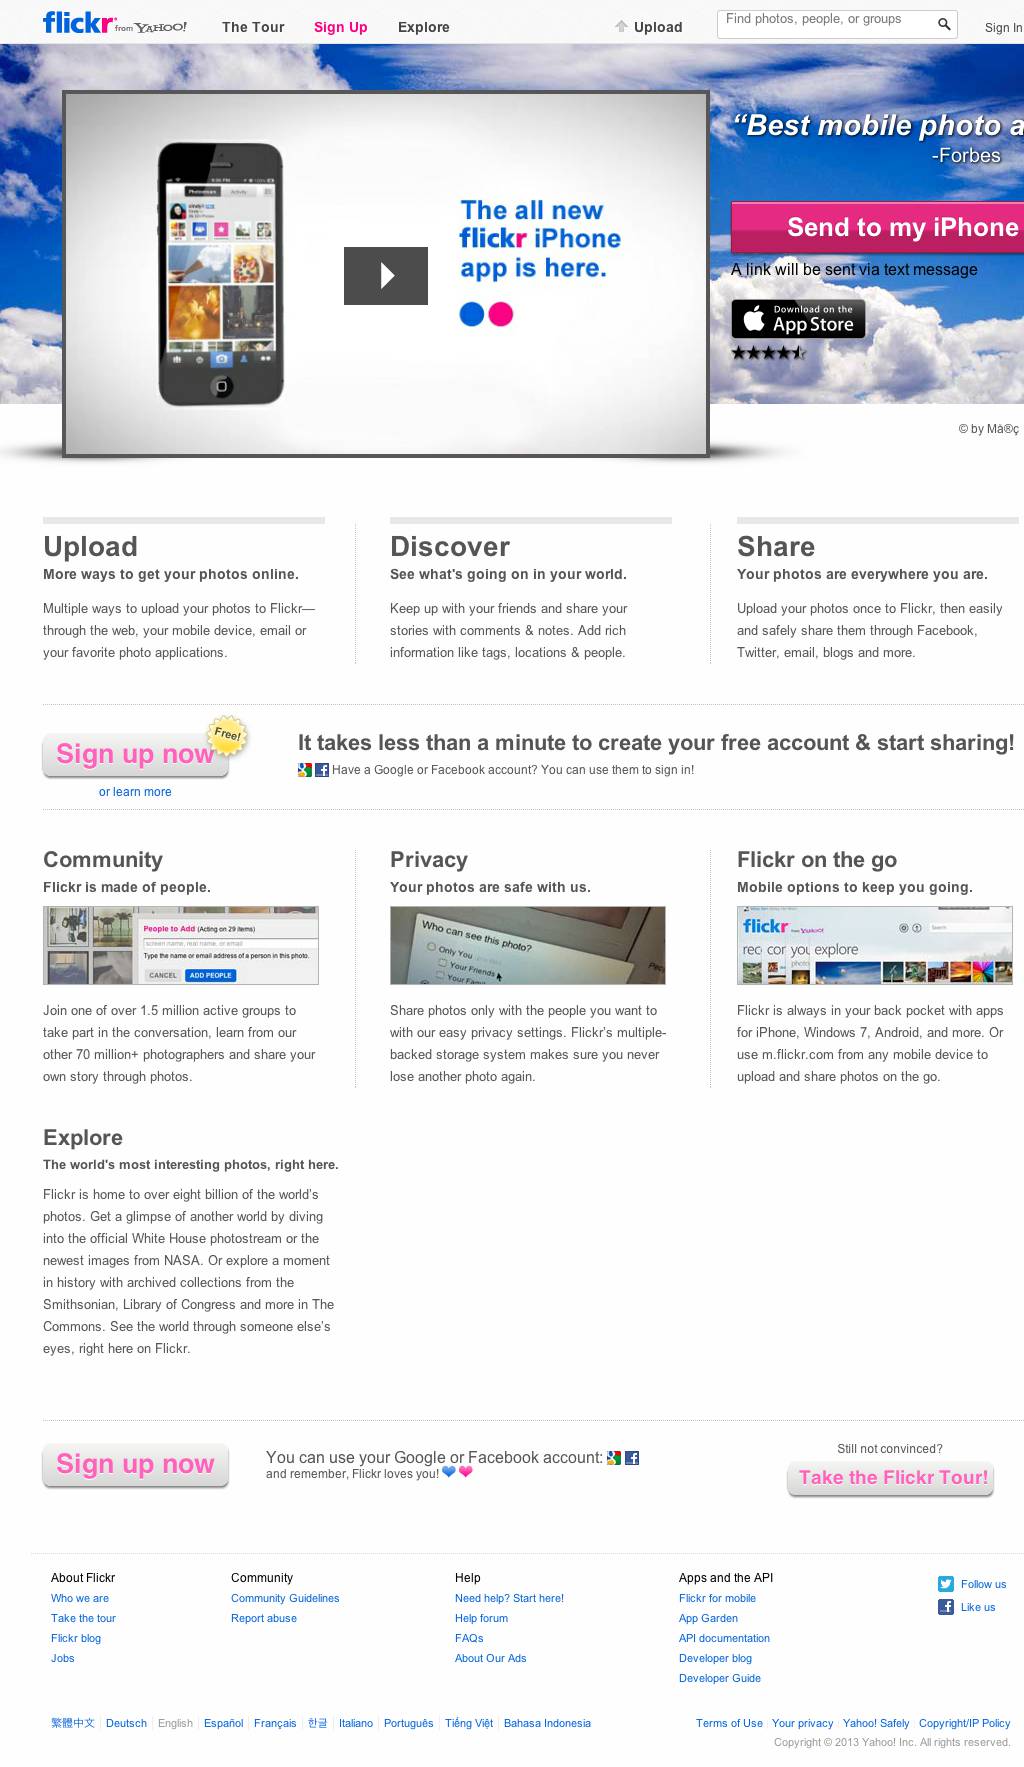 flickr from YAHOO!
The Tour
Sign Up
Explore
Upload
Find photos, people, or groups
Sign In
“Best mobile photo a
-Forbes
The all new
flickr iPhone
app is here.
Send to my iPhone
A link will be sent via text message
Download on the
App Store
© by Mâ®ç
Upload
More ways to get your photos online.
Multiple ways to upload your photos to Flickr—
through the web, your mobile device, email or
your favorite photo applications.
Discover
See what's going on in your world.
Keep up with your friends and share your
stories with comments & notes. Add rich
information like tags, locations & people.
Share
Your photos are everywhere you are.
Upload your photos once to Flickr, then easily
and safely share them through Facebook,
Twitter, email, blogs and more.
Sign up now
Free!
or learn more
It takes less than a minute to create your free account & start sharing!
Have a Google or Facebook account? You can use them to sign in!
Community
Flickr is made of people.
People to Add (Acting on 29 items)
screen name, real name, or email
Type the name or email address of a person in this photo.
CANCEL
ADD PEOPLE
Join one of over 1.5 million active groups to
take part in the conversation, learn from our
other 70 million+ photographers and share your
own story through photos.
Privacy
Your photos are safe with us.
Who can see this photo?
Only You
Your Friends
Your Family
Share photos only with the people you want to
with our easy privacy settings. Flickr’s multiple-
backed storage system makes sure you never
lose another photo again.
Flickr on the go
Mobile options to keep you going.
flickr from YAHOO!
Search
rec cor you explore
Flickr is always in your back pocket with apps
for iPhone, Windows 7, Android, and more. Or
use m.flickr.com from any mobile device to
upload and share photos on the go.
Explore
The world's most interesting photos, right here.
Flickr is home to over eight billion of the world’s
photos. Get a glimpse of another world by diving
into the official White House photostream or the
newest images from NASA. Or explore a moment
in history with archived collections from the
Smithsonian, Library of Congress and more in The
Commons. See the world through someone else’s
eyes, right here on Flickr.
Sign up now
You can use your Google or Facebook account:
and remember, Flickr loves you!
Still not convinced?
Take the Flickr Tour!
About Flickr
Who we are
Take the tour
Flickr blog
Jobs
Community
Community Guidelines
Report abuse
Help
Need help? Start here!
Help forum
FAQs
About Our Ads
Apps and the API
Flickr for mobile
App Garden
API documentation
Developer blog
Developer Guide
Follow us
Like us
繁體中文 Deutsch English Español Français 한글 Italiano Português Tiếng Việt Bahasa Indonesia
Terms of Use Your privacy Yahoo! Safely Copyright/IP Policy
Copyright © 2013 Yahoo! Inc. All rights reserved.